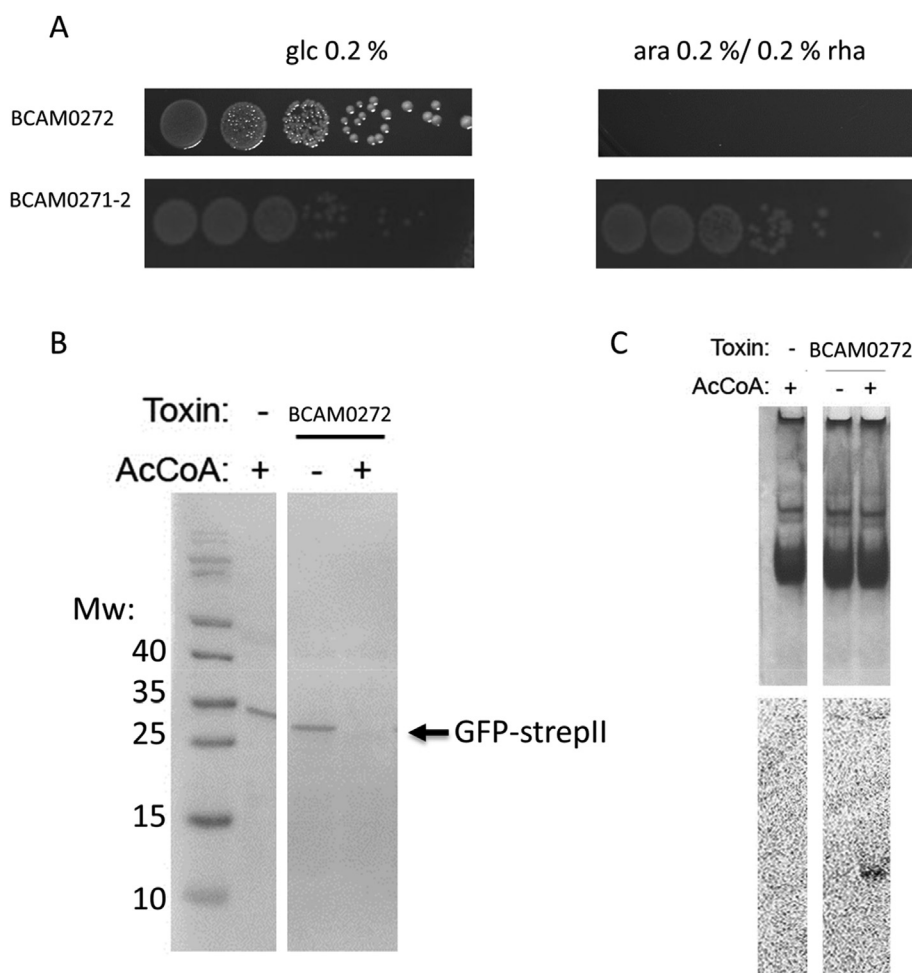 A
glc 0.2 %
ara 0.2 %/ 0.2 % rha
BCAM0272
BCAM0271-2
B
Toxin: - BCAM0272
AcCoA: + - +
Mw:
40
35
25
15
10
GFP-strepII
C
Toxin: - BCAM0272
AcCoA: + - +